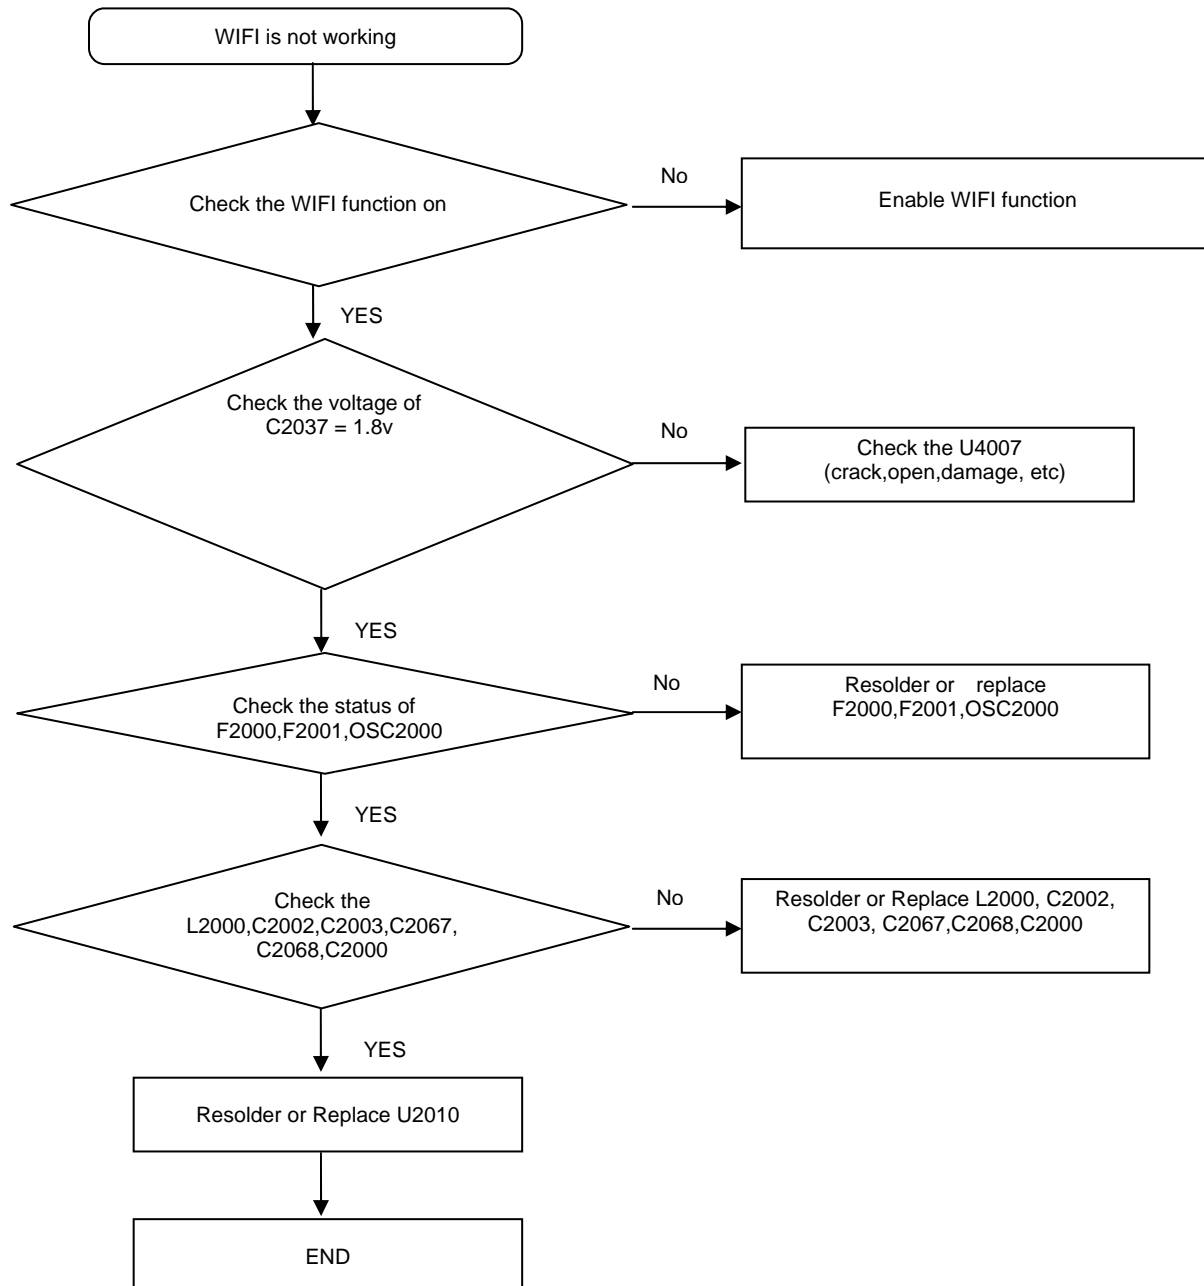 WIFI is not working
Check the WIFI function on
No
Enable WIFI function
YES
Check the voltage of
C2037 = 1.8v
No
Check the U4007
(crack,open,damage, etc)
YES
Check the status of
F2000,F2001,OSC2000
No
Resolder or replace
F2000,F2001,OSC2000
YES
Check the
L2000,C2002,C2003,C2067,
C2068,C2000
No
Resolder or Replace L2000, C2002,
C2003, C2067,C2068,C2000
YES
Resolder or Replace U2010
END